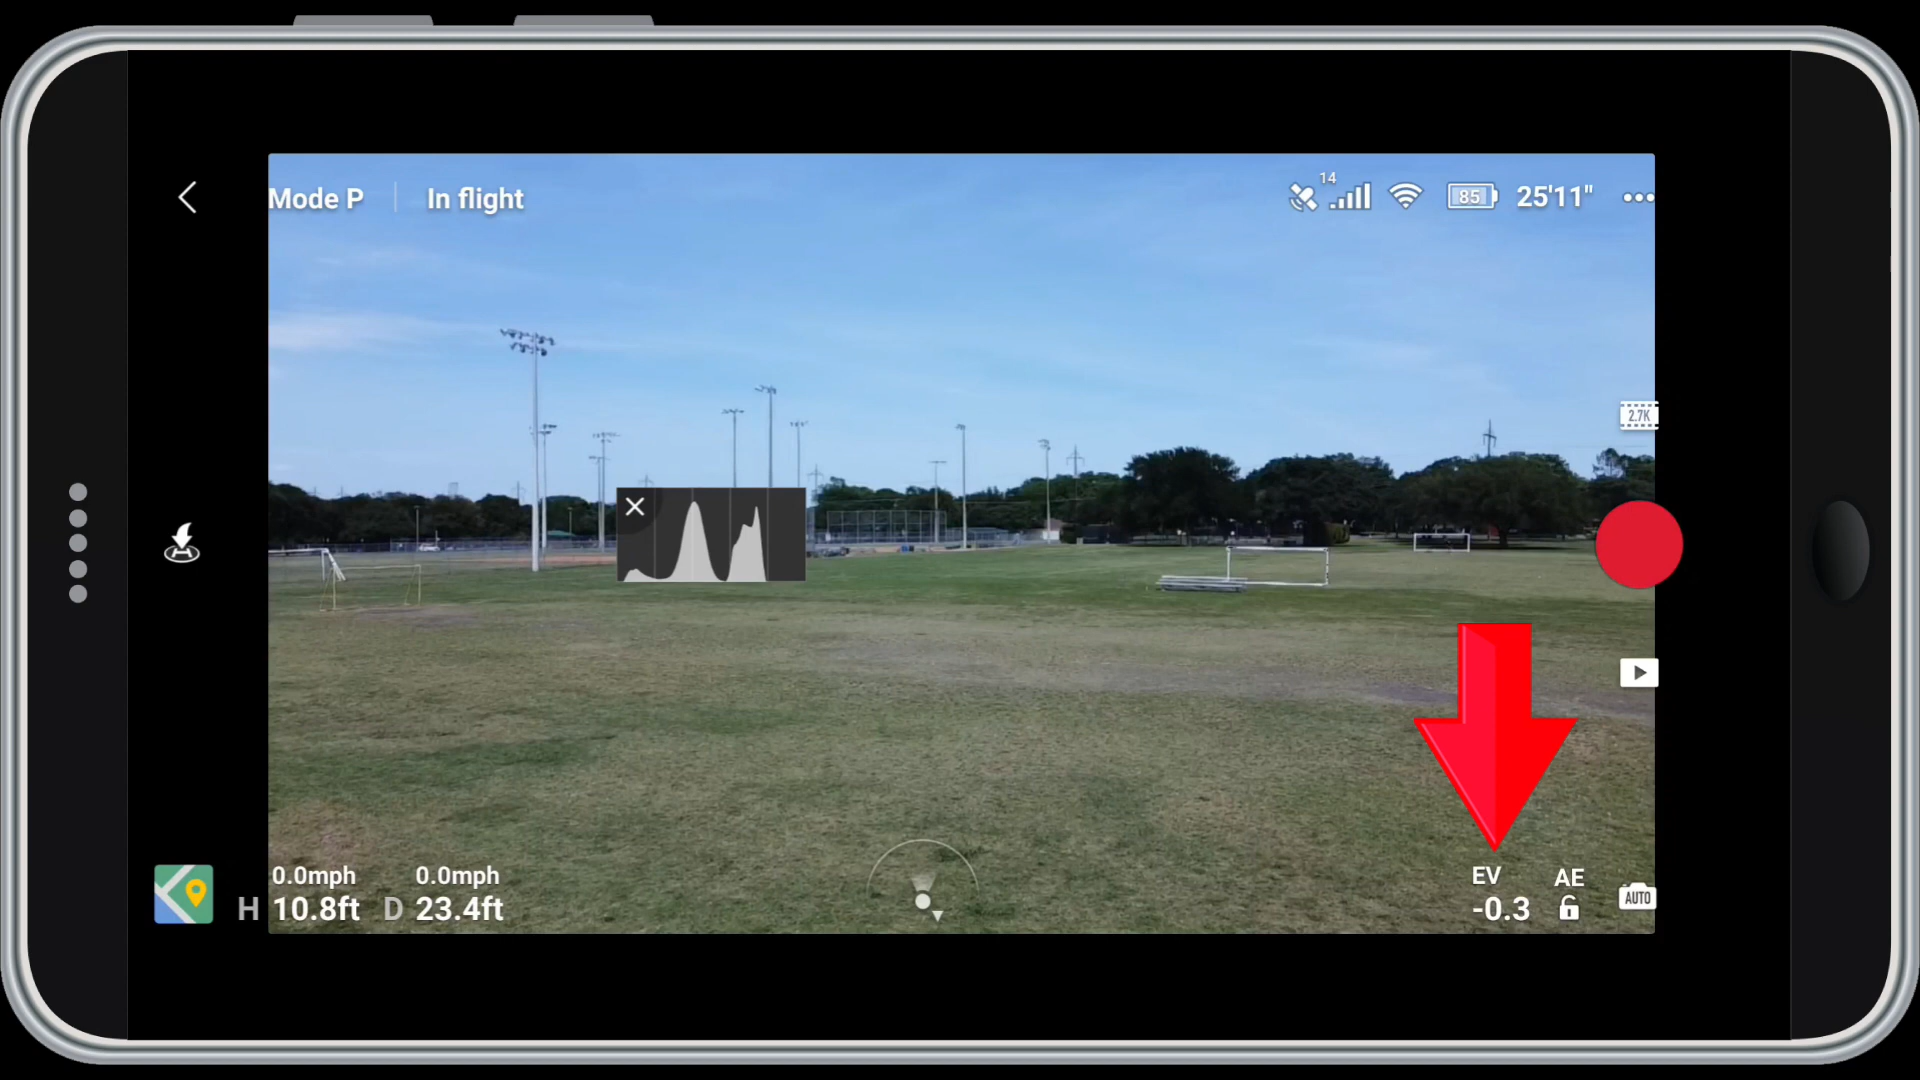 Mode P
In flight
14
85
25'11"
2.7K
0.0mph
0.0mph
H 10.8ft
D 23.4ft
EV
-0.3
AE
AUTO